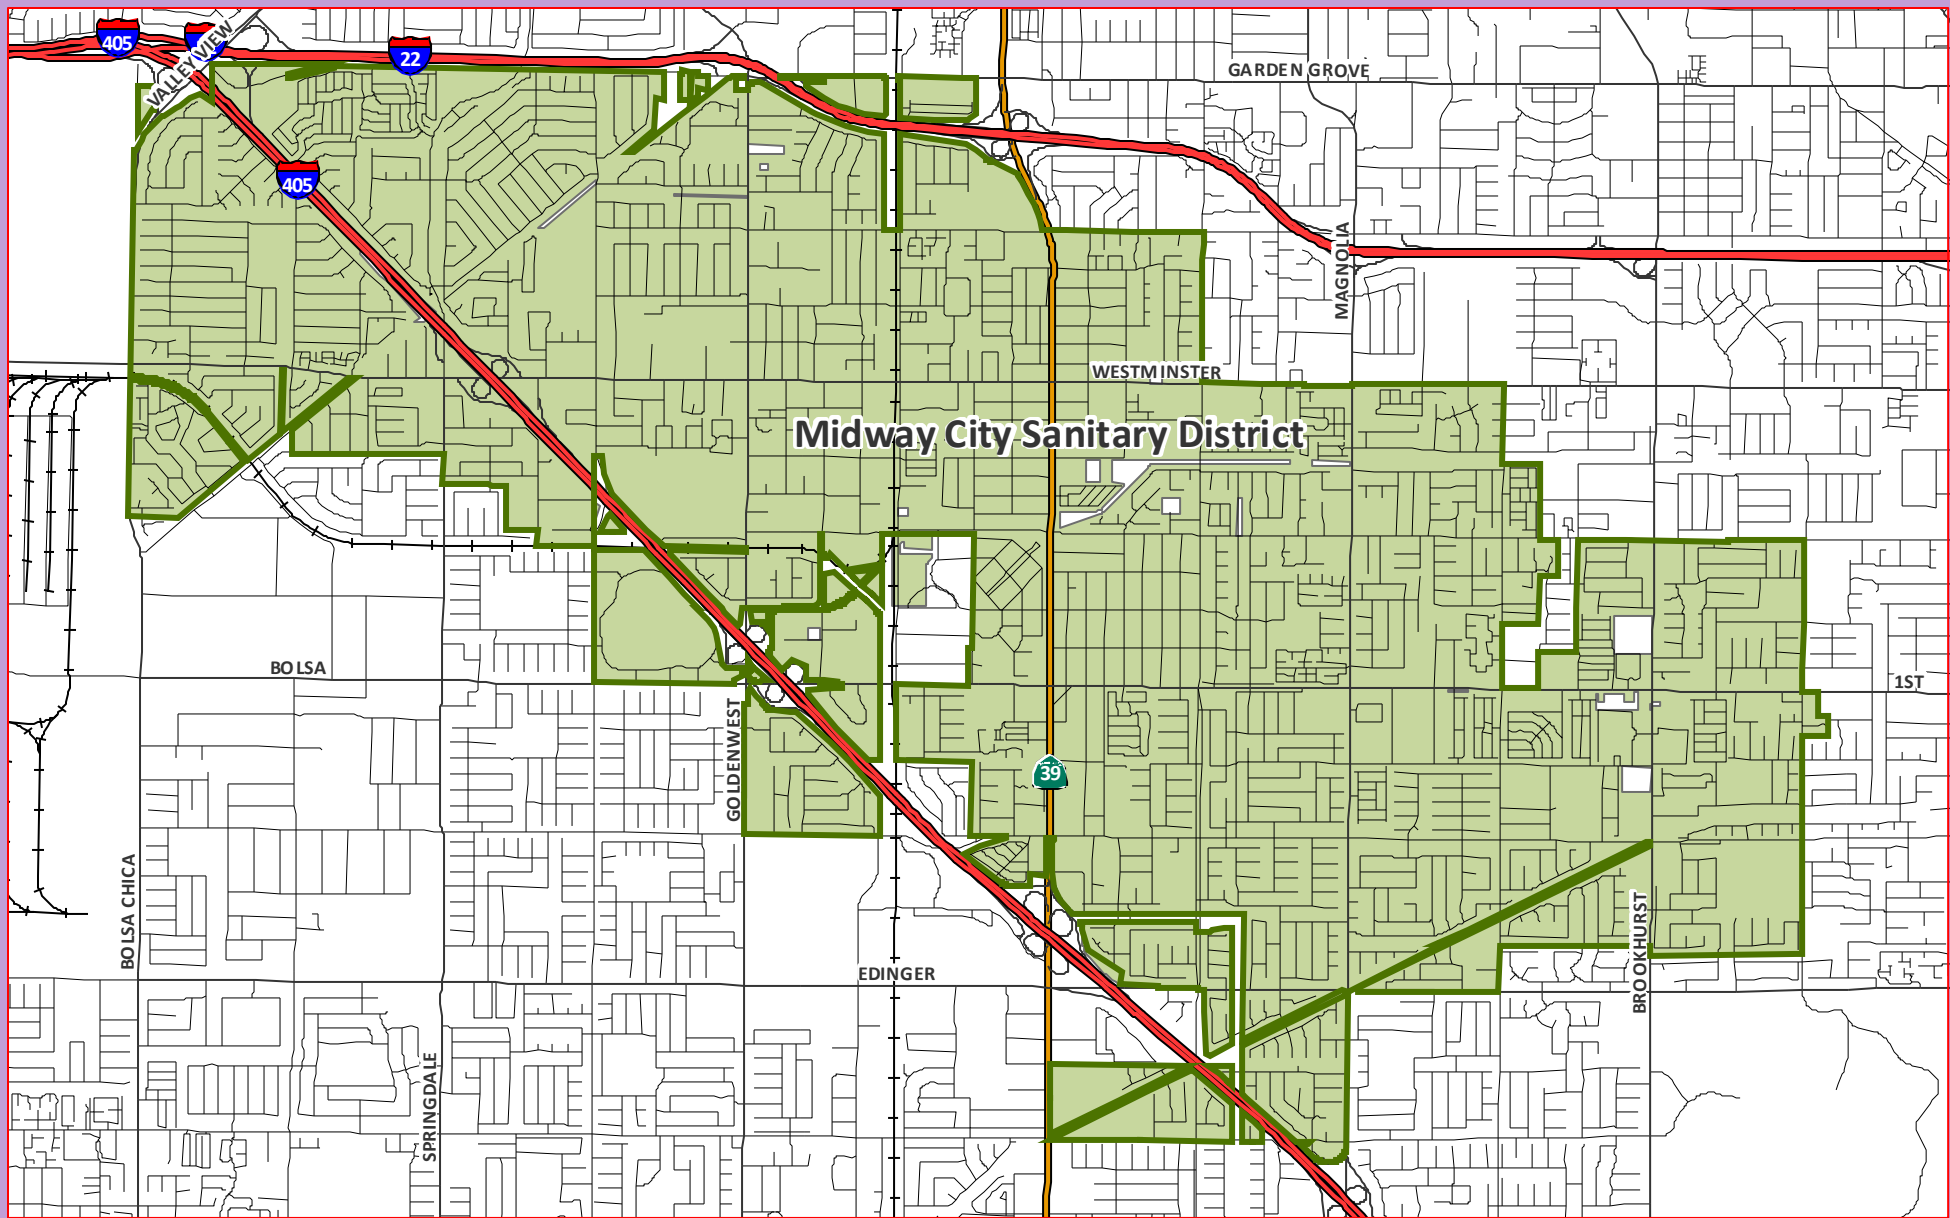 405
VALLEY VIEW
22
GARDEN GROVE
405
MAGNOLIA
WESTMINSTER
Midway City Sanitary District
BOLSA
1ST
GOLDENWEST
39
BOLSA CHICA
BROOKHURST
EDINGER
SPRINGDALE